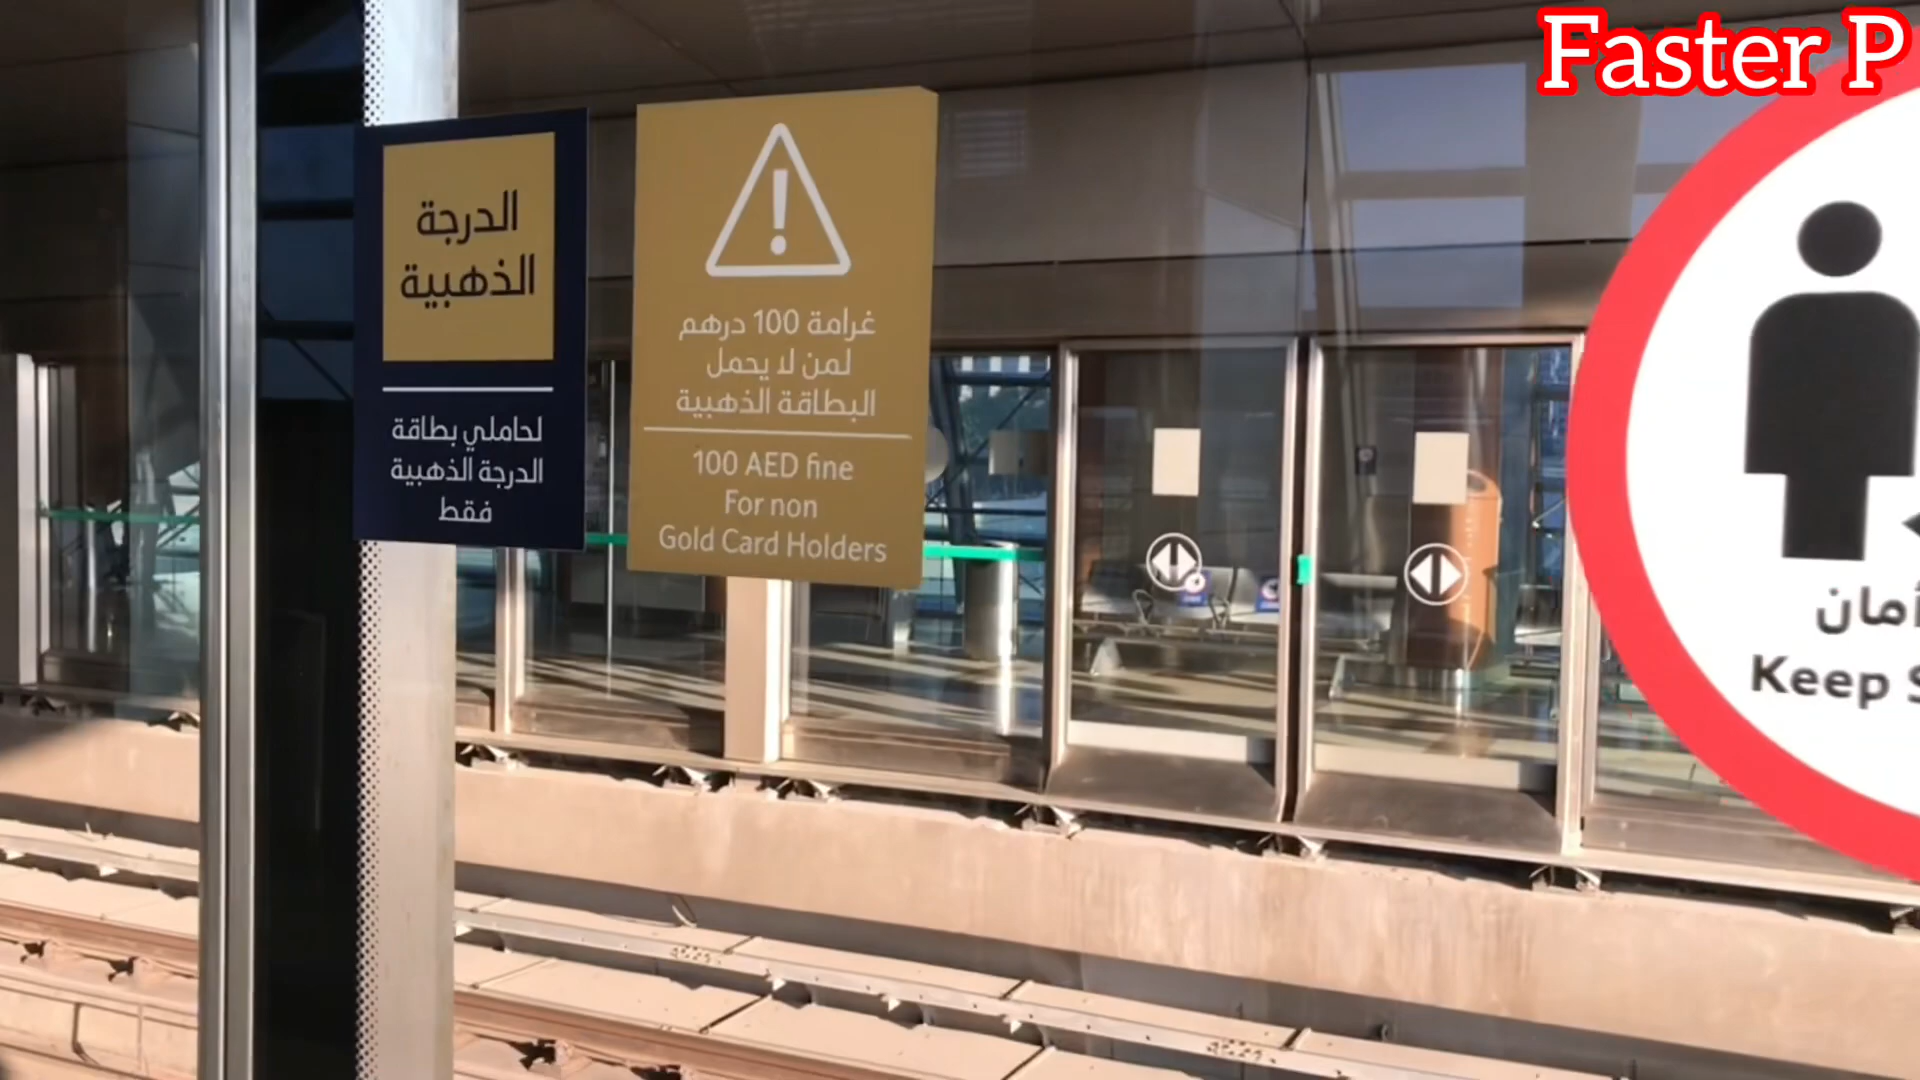 Faster P
الدرجة
الذهبية
لحاملي بطاقة
الدرجة الذهبية
فقط
غرامة 100 درهم
لمن لا يحمل
البطاقة الذهبية
100 AED fine
For non
Gold Card Holders
أمان
Keep